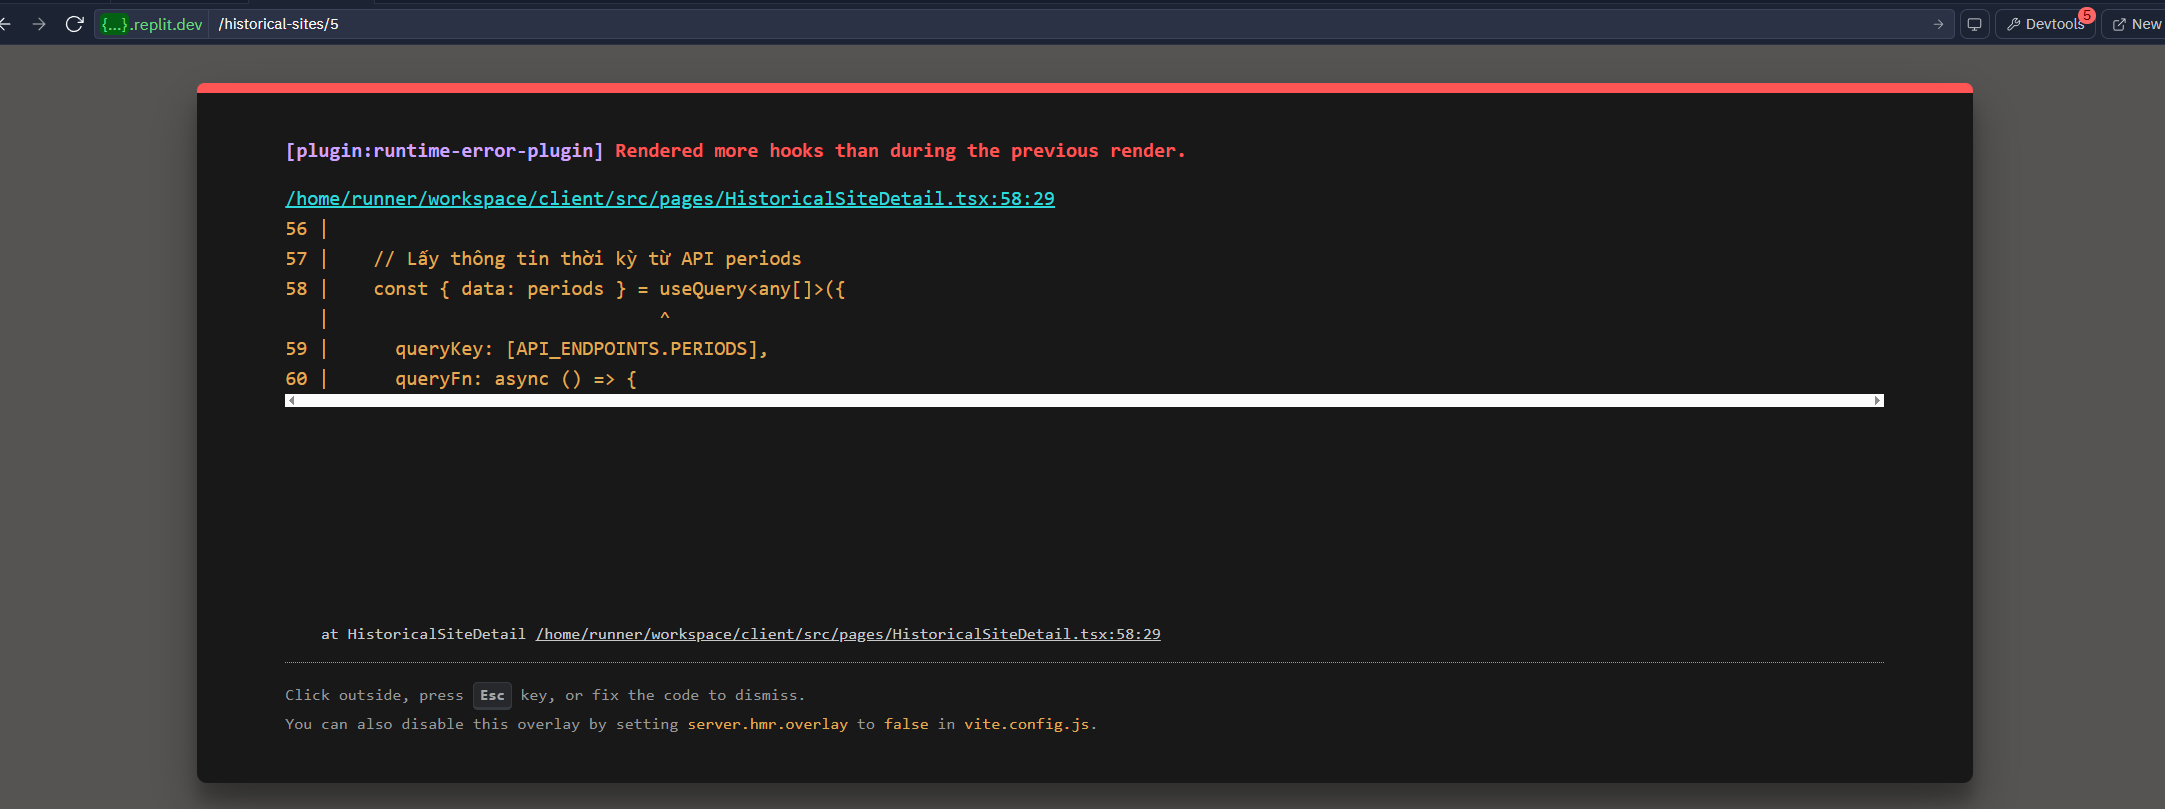 {...}.replit.dev /historical-sites/5 Devtools 5 New
[plugin:runtime-error-plugin] Rendered more hooks than during the previous render.
/home/runner/workspace/client/src/pages/HistoricalSiteDetail.tsx:58:29
56 |
57 |    // Lấy thông tin thời kỳ từ API periods
58 |    const { data: periods } = useQuery<any[]>({
   |                              ^
59 |      queryKey: [API_ENDPOINTS.PERIODS],
60 |      queryFn: async () => {
at HistoricalSiteDetail /home/runner/workspace/client/src/pages/HistoricalSiteDetail.tsx:58:29
Click outside, press Esc key, or fix the code to dismiss.
You can also disable this overlay by setting server.hmr.overlay to false in vite.config.js.